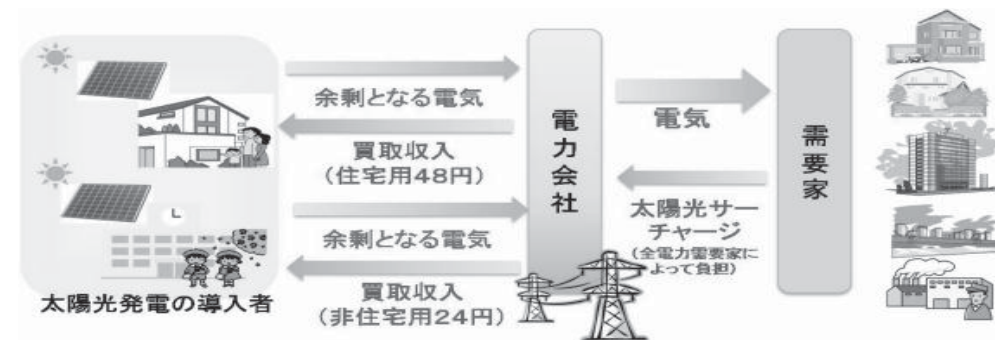 余剰となる電気
買取収入
（住宅用48円）
余剰となる電気
買取収入
（非住宅用24円）
太陽光発電の導入者
電力会社
電気
太陽光サー
チャージ
（全電力需要家に
よって負担）
需要家